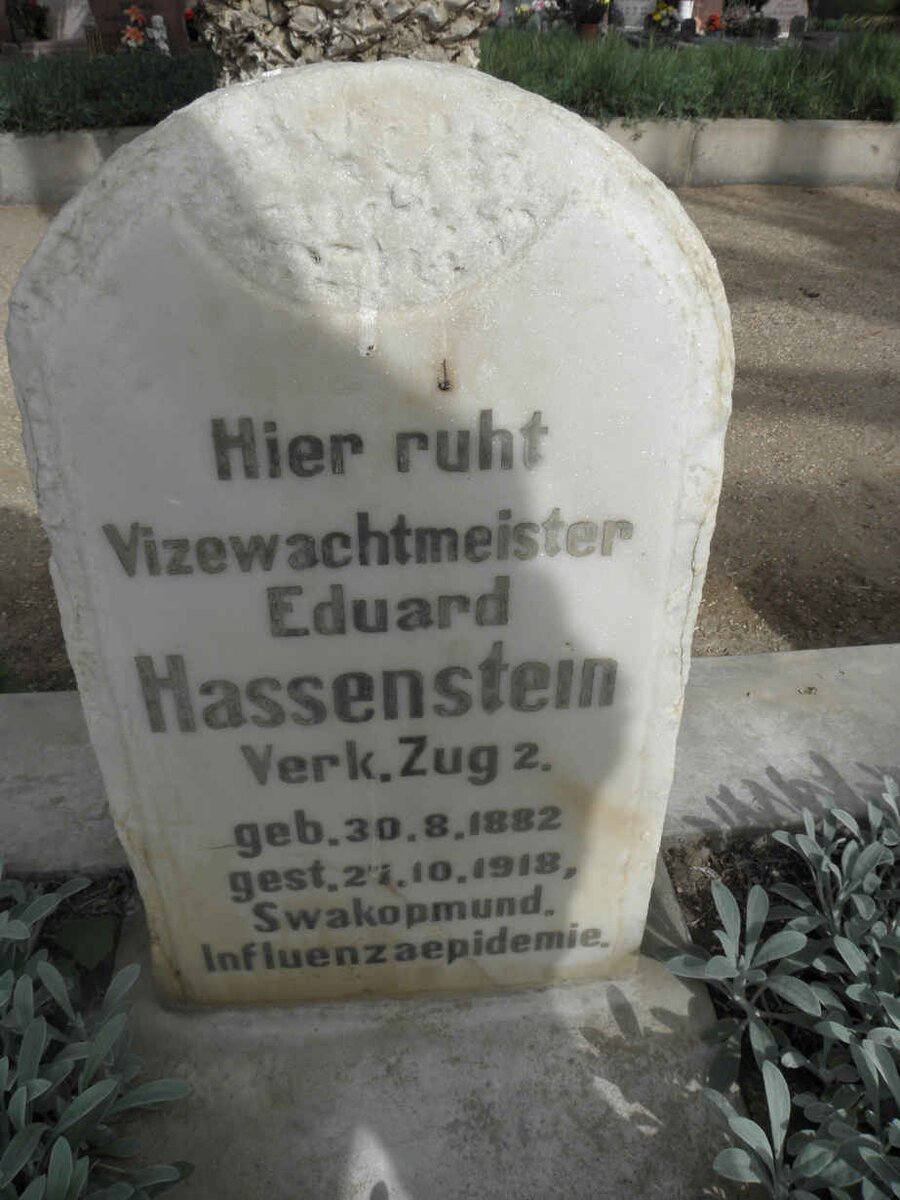 Hier ruht
Vizewachtmeister
Eduard
Hassenstein
Verk. Zug 2.
geb. 30.8.1882
gest. 27.10.1918,
Swakopmund.
Influenzaepidemie.